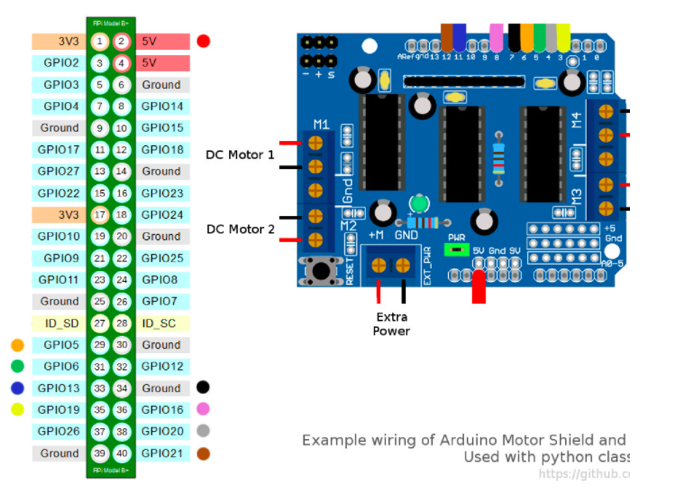 RPi Model B+
3V3 1 2 5V
GPIO2 3 4 5V
GPIO3 5 6 Ground
GPIO4 7 8 GPIO14
Ground 9 10 GPIO15
GPIO17 11 12 GPIO18
GPIO27 13 14 Ground
GPIO22 15 16 GPIO23
3V3 17 18 GPIO24
GPIO10 19 20 Ground
GPIO9 21 22 GPIO25
GPIO11 23 24 GPIO8
Ground 25 26 GPIO7
ID_SD 27 28 ID_SC
GPIO5 29 30 Ground
GPIO6 31 32 GPIO12
GPIO13 33 34 Ground
GPIO19 35 36 GPIO16
GPIO26 37 38 GPIO20
Ground 39 40 GPIO21
RPi Model B+
ARef gnd 13 12 11 10 9 8 7 6 5 4 3 1 0
- + S
M1
DC Motor 1
Gnd
DC Motor 2
M2
M4
M3
+M GND
EXT_PWR
RESET
PWR
5V Gnd 9V
+5
Gnd
A0-5
Extra
Power
Example wiring of Arduino Motor Shield and
Used with python class
https://github.c